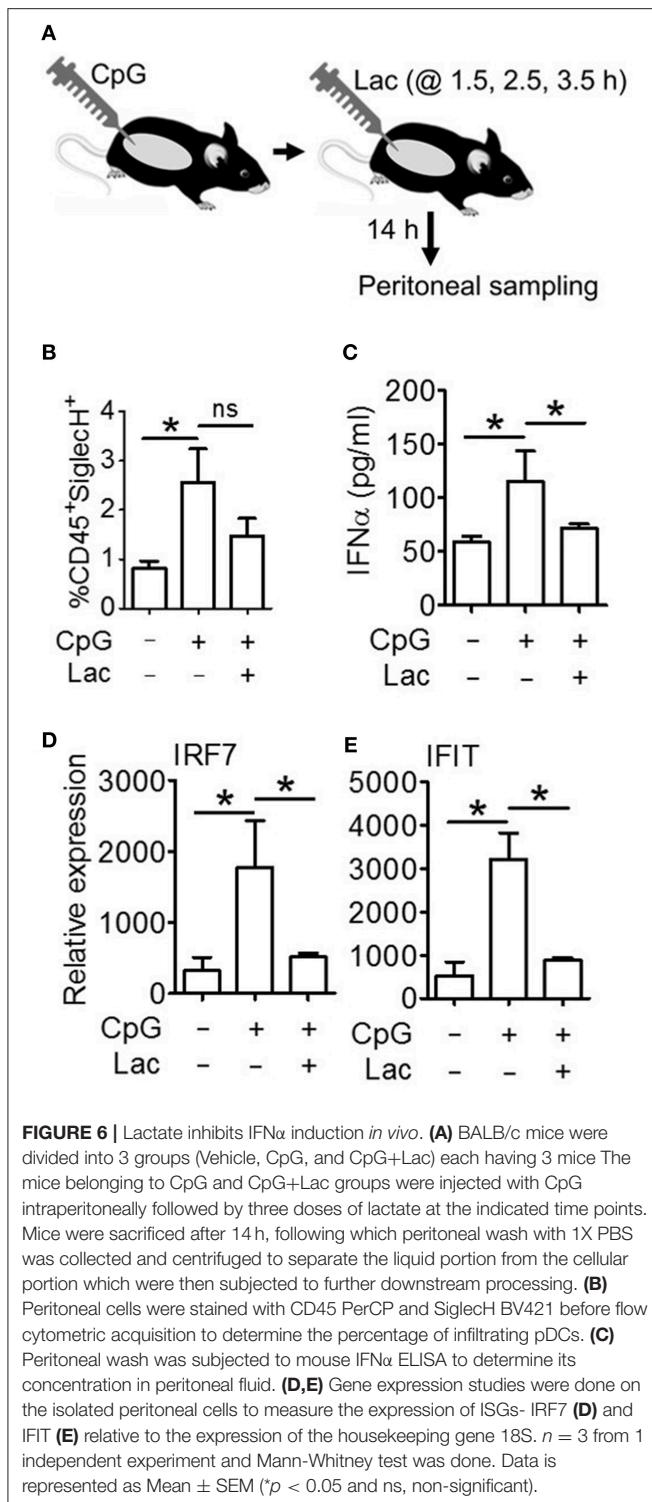 A
CpG
Lac (@ 1.5, 2.5, 3.5 h)
14 h
Peritoneal sampling
B
%CD45+SiglecH+
4
3
2
1
0
*
ns
CpG
– + +
Lac
– – +
C
IFNα (pg/ml)
200
150
100
50
0
*
*
CpG
– + +
Lac
– – +
D
IRF7
Relative expression
3000
2000
1000
0
*
*
CpG
– + +
Lac
– – +
E
IFIT
5000
4000
3000
2000
1000
0
*
*
CpG
– + +
Lac
– – +
FIGURE 6 | Lactate inhibits IFNα induction in vivo. (A) BALB/c mice were
divided into 3 groups (Vehicle, CpG, and CpG+Lac) each having 3 mice The
mice belonging to CpG and CpG+Lac groups were injected with CpG
intraperitoneally followed by three doses of lactate at the indicated time points.
Mice were sacrificed after 14 h, following which peritoneal wash with 1X PBS
was collected and centrifuged to separate the liquid portion from the cellular
portion which were then subjected to further downstream processing. (B)
Peritoneal cells were stained with CD45 PerCP and SiglecH BV421 before flow
cytometric acquisition to determine the percentage of infiltrating pDCs. (C)
Peritoneal wash was subjected to mouse IFNα ELISA to determine its
concentration in peritoneal fluid. (D,E) Gene expression studies were done on
the isolated peritoneal cells to measure the expression of ISGs- IRF7 (D) and
IFIT (E) relative to the expression of the housekeeping gene 18S. n = 3 from 1
independent experiment and Mann-Whitney test was done. Data is
represented as Mean ± SEM (*p < 0.05 and ns, non-significant).